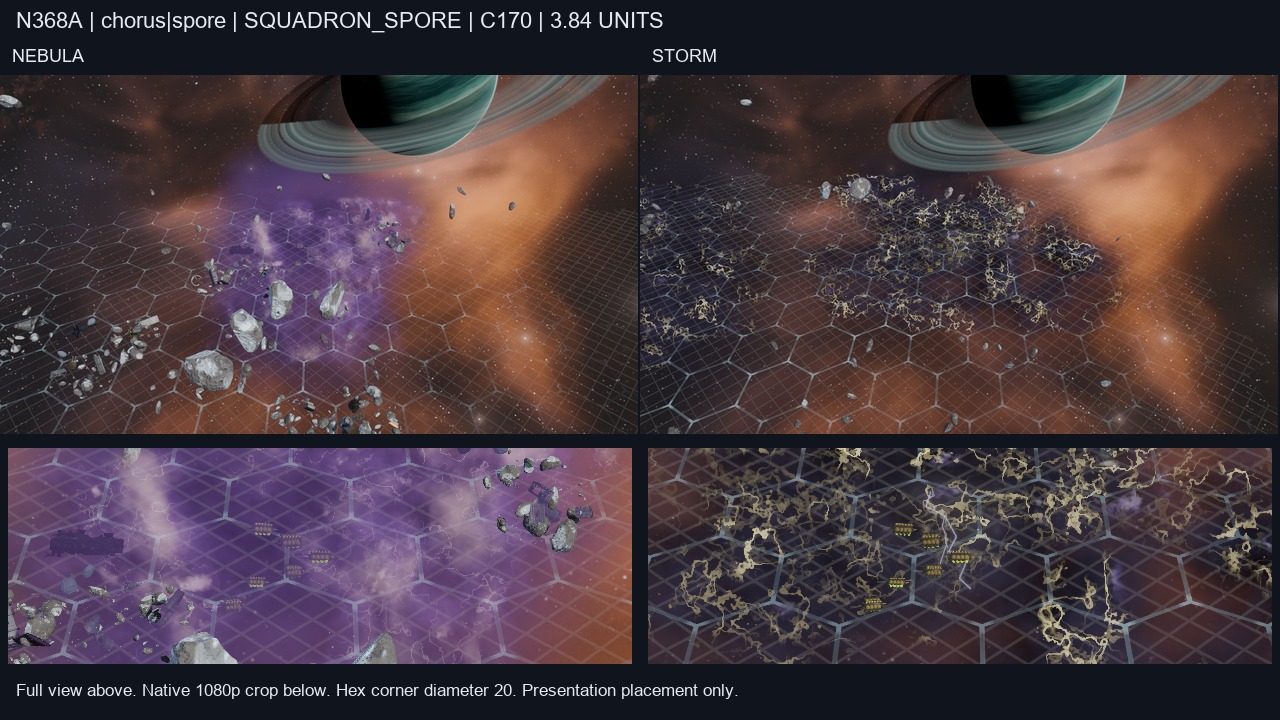 N368A | chorus|spore | SQUADRON_SPORE | C170 | 3.84 UNITS
NEBULA
STORM
Full view above. Native 1080p crop below. Hex corner diameter 20. Presentation placement only.